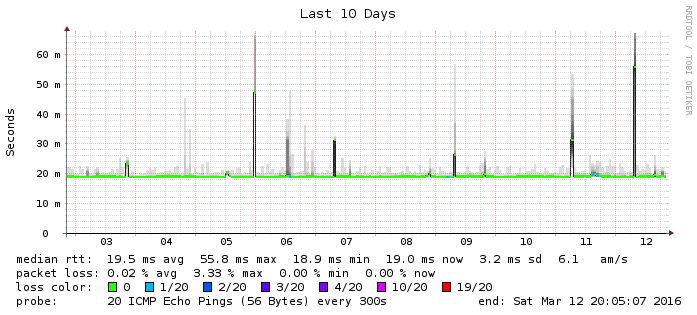 Last 10 Days
RRDTOOL / TOBI OETIKER
Seconds
60 m
50 m
40 m
30 m
20 m
10 m
0
03 04 05 06 07 08 09 10 11 12
median rtt: 19.5 ms avg 55.8 ms max 18.9 ms min 19.0 ms now 3.2 ms sd 6.1 am/s
packet loss: 0.02 % avg 3.33 % max 0.00 % min 0.00 % now
loss color: 0 1/20 2/20 3/20 4/20 10/20 19/20
probe: 20 ICMP Echo Pings (56 Bytes) every 300s end: Sat Mar 12 20:05:07 2016